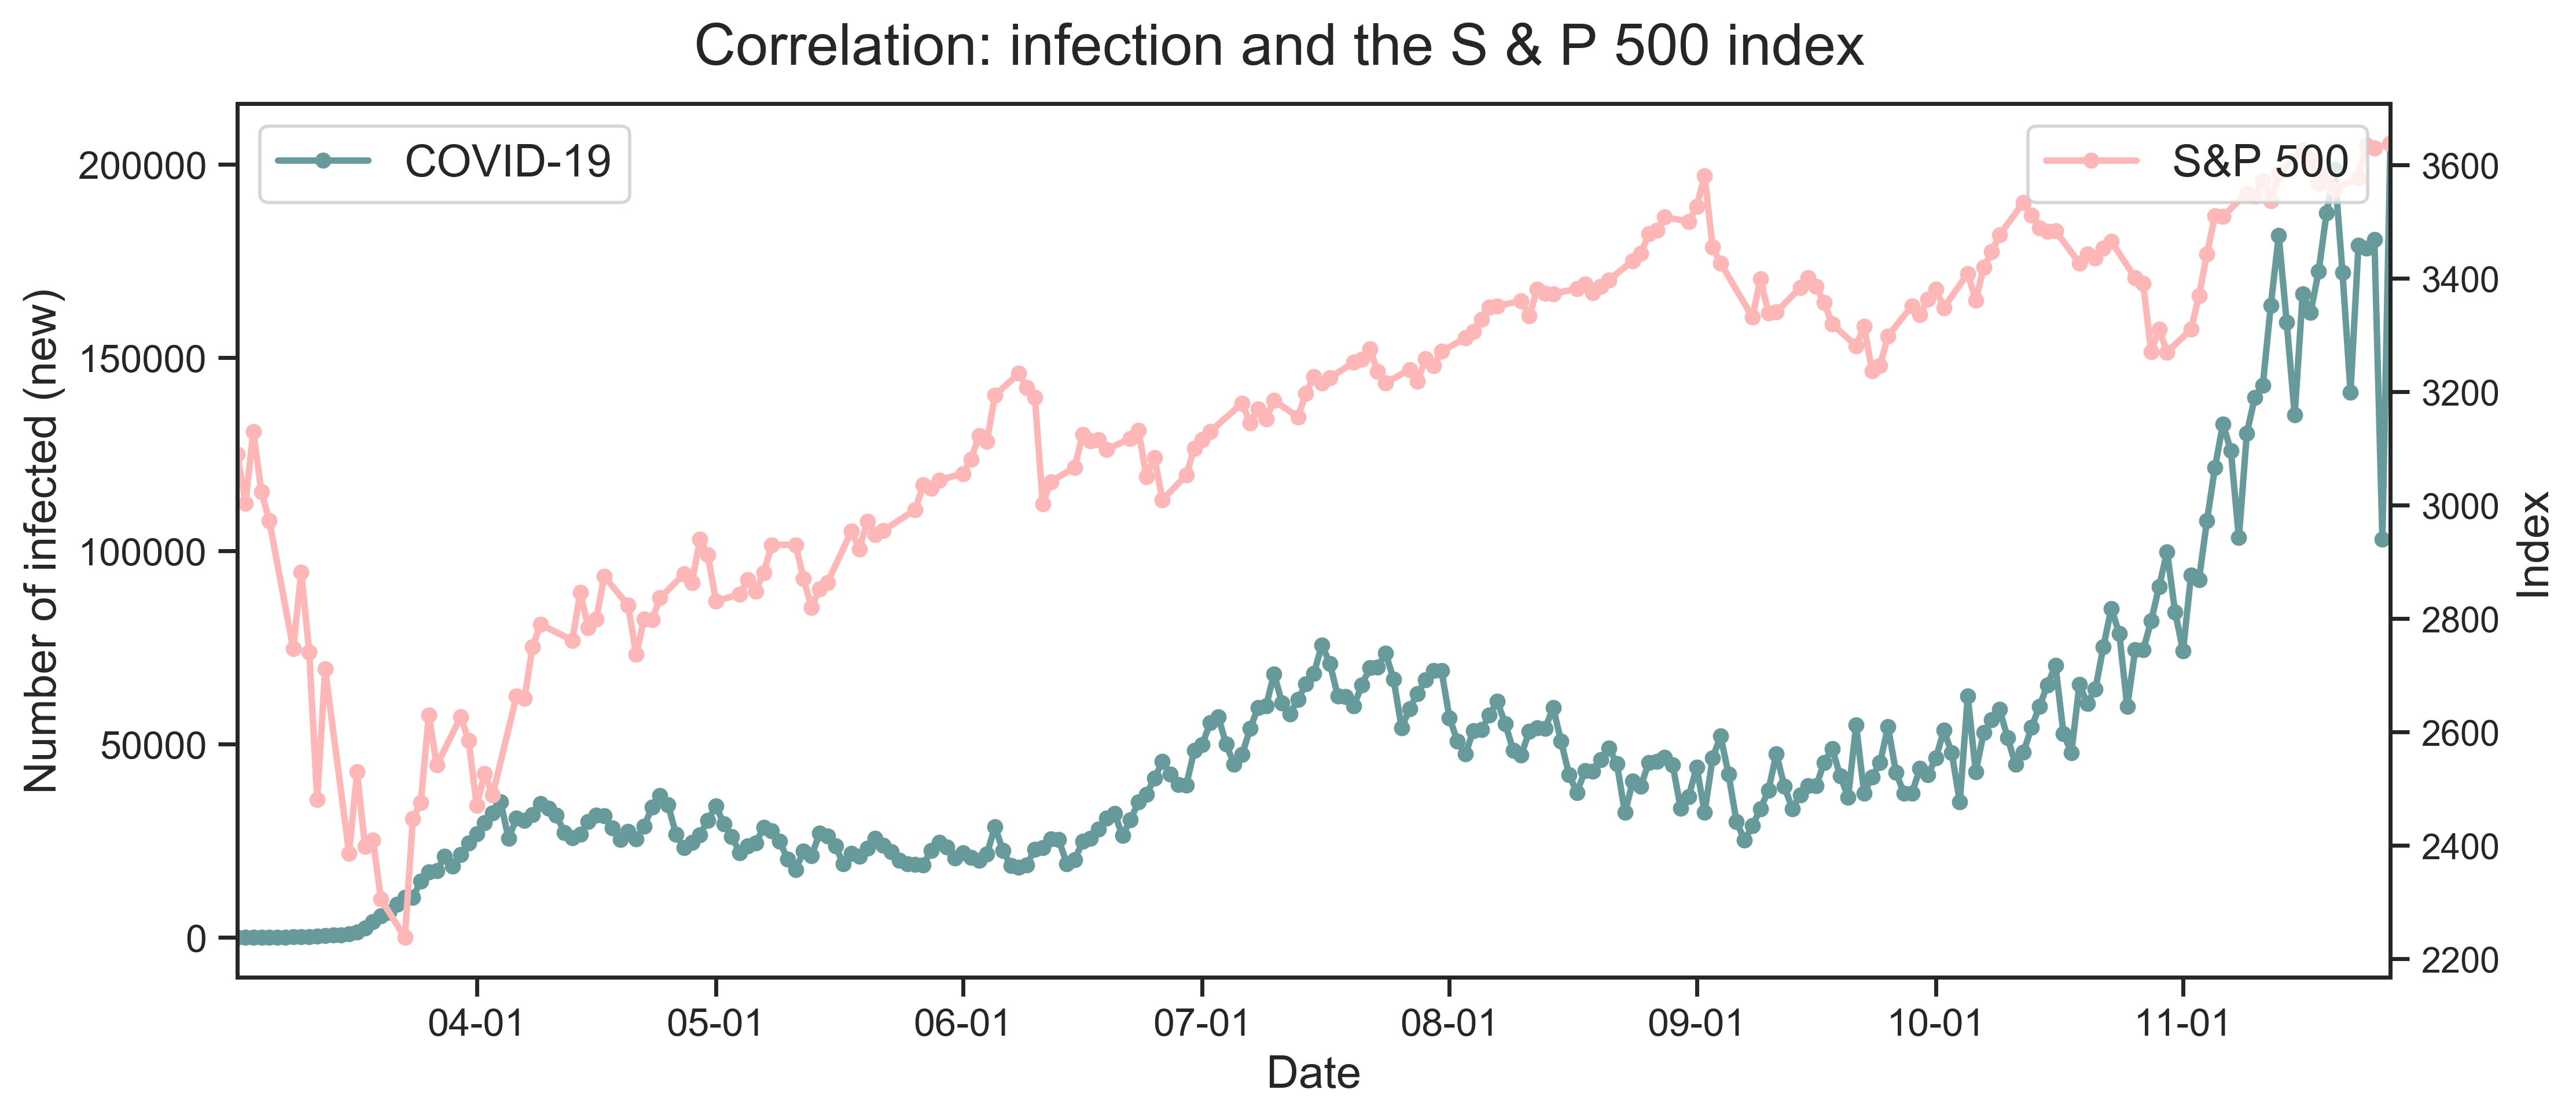 Correlation: infection and the S & P 500 index
COVID-19
S&P 500
Number of infected (new)
200000
150000
100000
50000
0
3600
3400
3200
3000
2800
2600
2400
2200
Index
04-01 05-01 06-01 07-01 08-01 09-01 10-01 11-01
Date